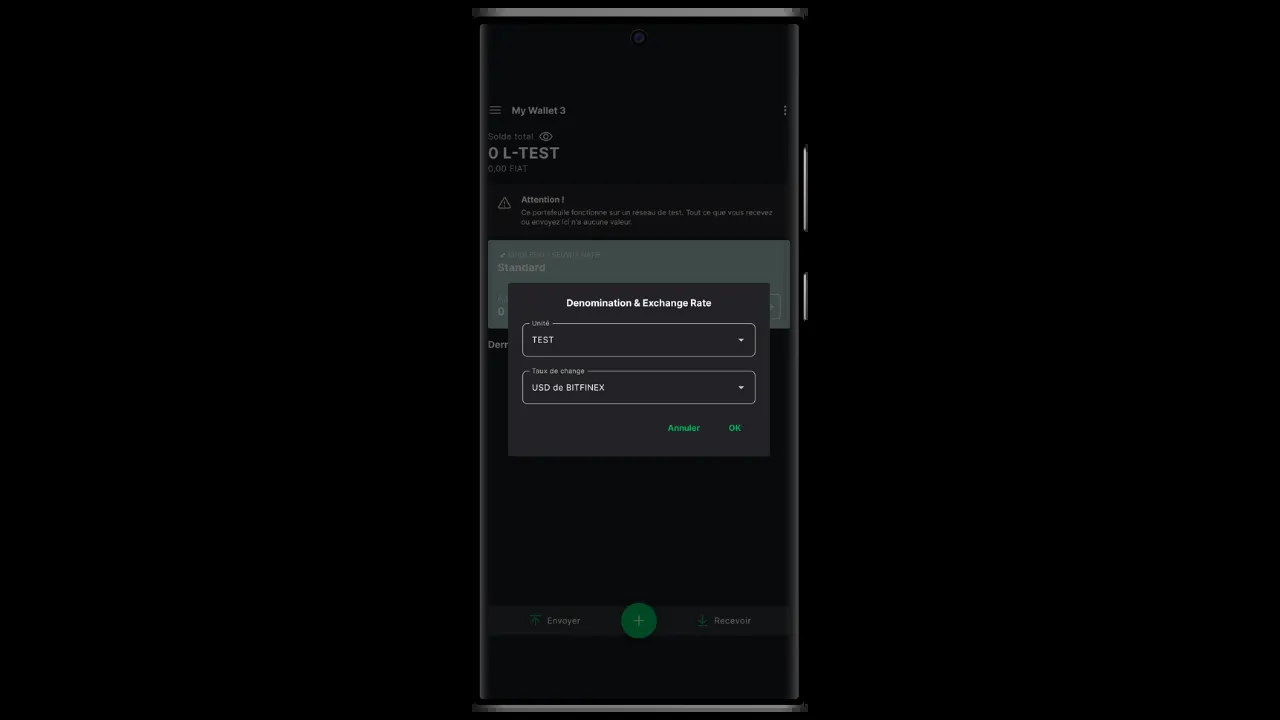 My Wallet 3
Solde total
0 L-TEST
0,00 FIAT
Attention !
Ce portefeuille fonctionne sur un réseau de test. Tout ce que vous recevez
ou envoyez ici n'a aucune valeur.
Standard
0
Denomination & Exchange Rate
Unité
TEST
Dern
Taux de change
USD de BITFINEX
Annuler OK
Envoyer
+
Recevoir